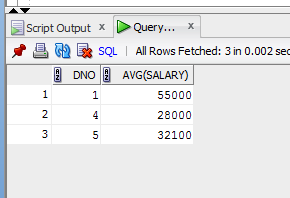 Script Output x Query... x
SQL | All Rows Fetched: 3 in 0.002 sec
DNO AVG(SALARY)
1 1 55000
2 4 28000
3 5 32100